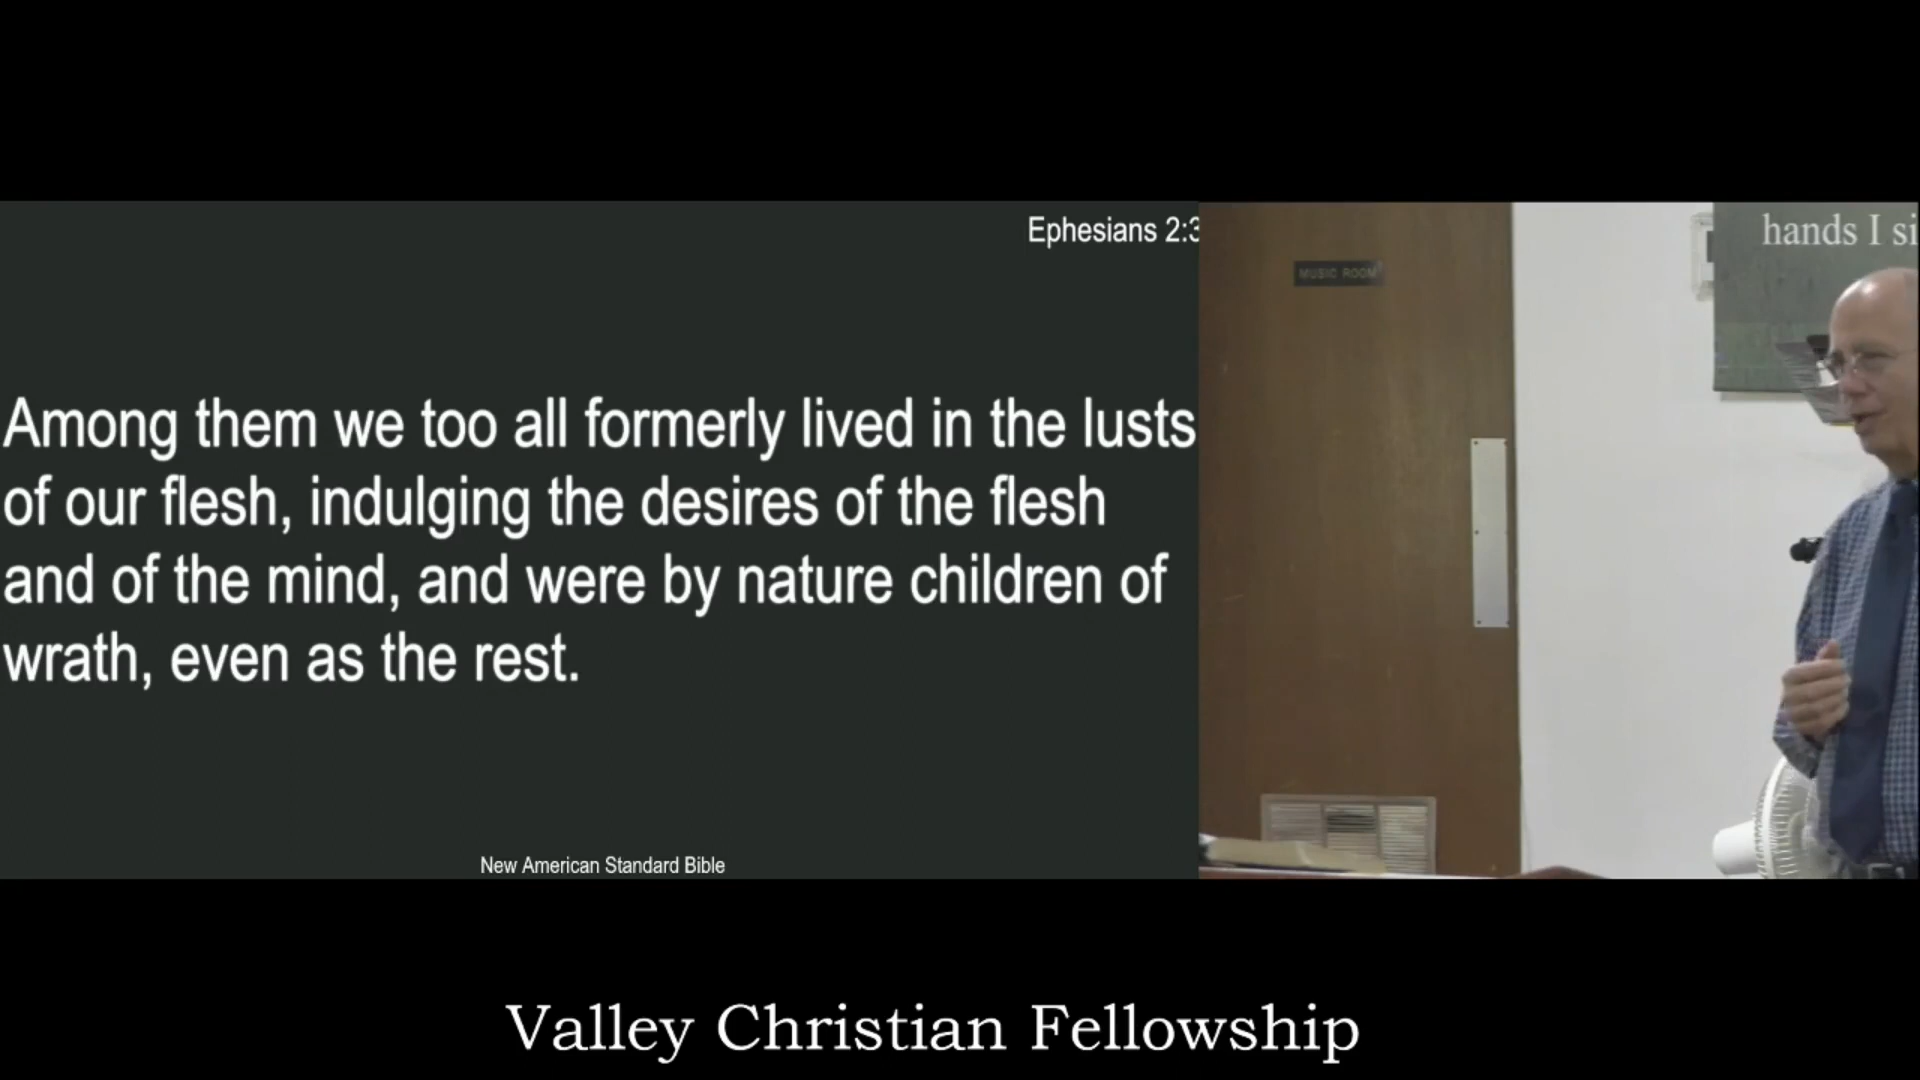 Ephesians 2:3
Among them we too all formerly lived in the lusts
of our flesh, indulging the desires of the flesh
and of the mind, and were by nature children of
wrath, even as the rest.
New American Standard Bible
MUSIC ROOM
hands I si
Valley Christian Fellowship